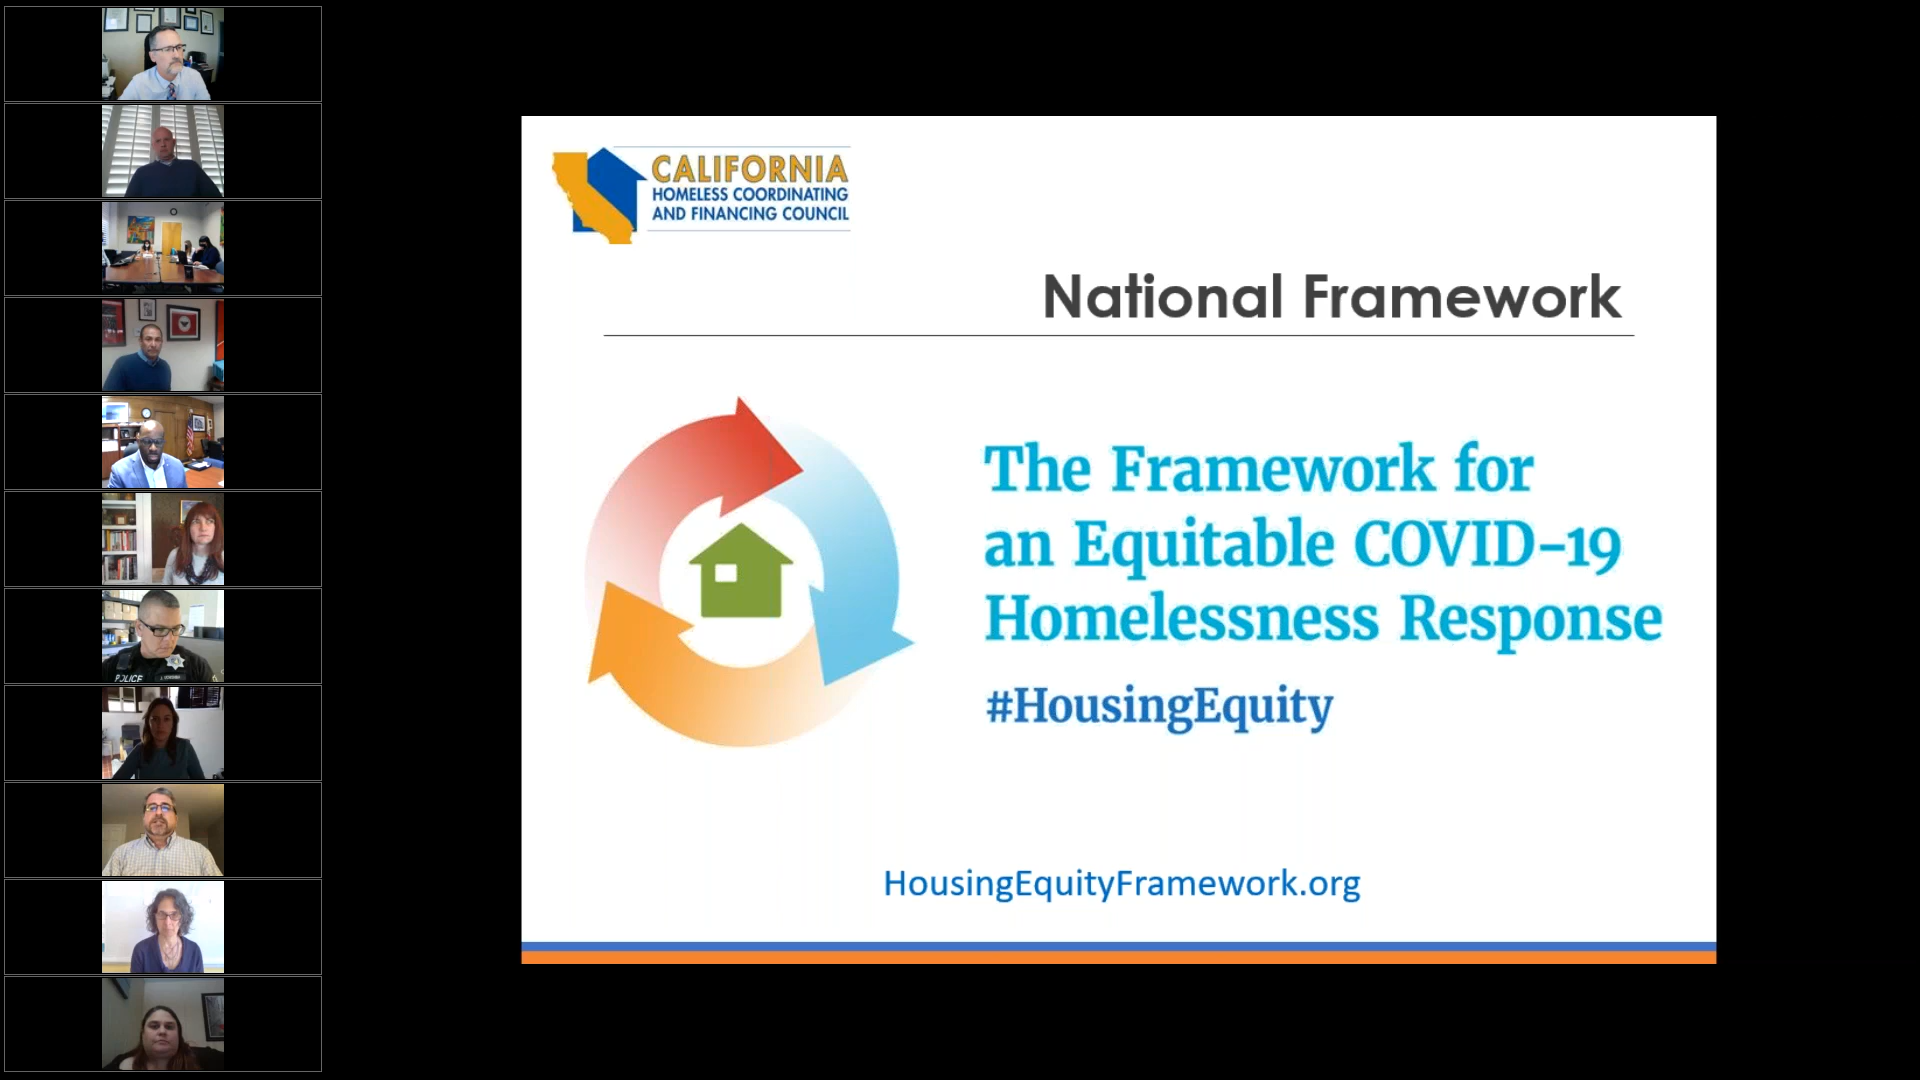 CALIFORNIA
HOMELESS COORDINATING
AND FINANCING COUNCIL
National Framework
The Framework for
an Equitable COVID-19
Homelessness Response
#HousingEquity
HousingEquityFramework.org
POLICE